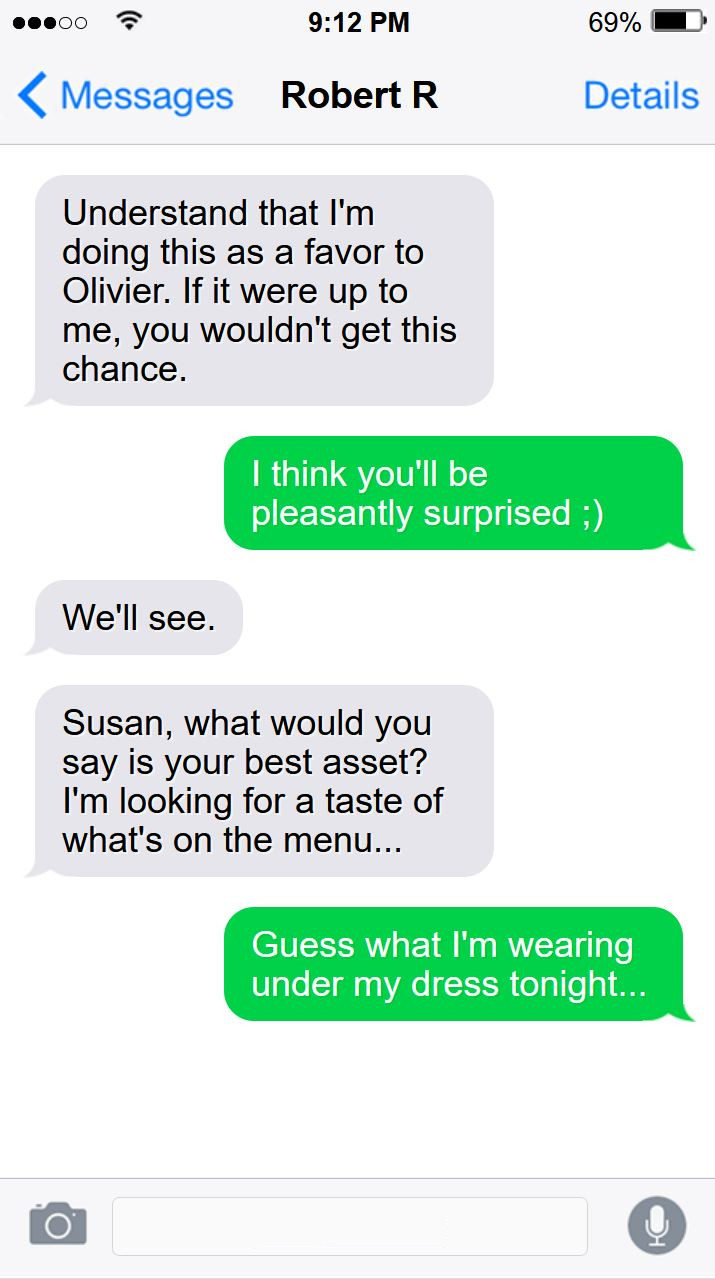 9:12 PM
69%
Messages
Robert R
Details
Understand that I'm
doing this as a favor to
Olivier. If it were up to
me, you wouldn't get this
chance.
I think you'll be
pleasantly surprised ;)
We'll see.
Susan, what would you
say is your best asset?
I'm looking for a taste of
what's on the menu...
Guess what I'm wearing
under my dress tonight...